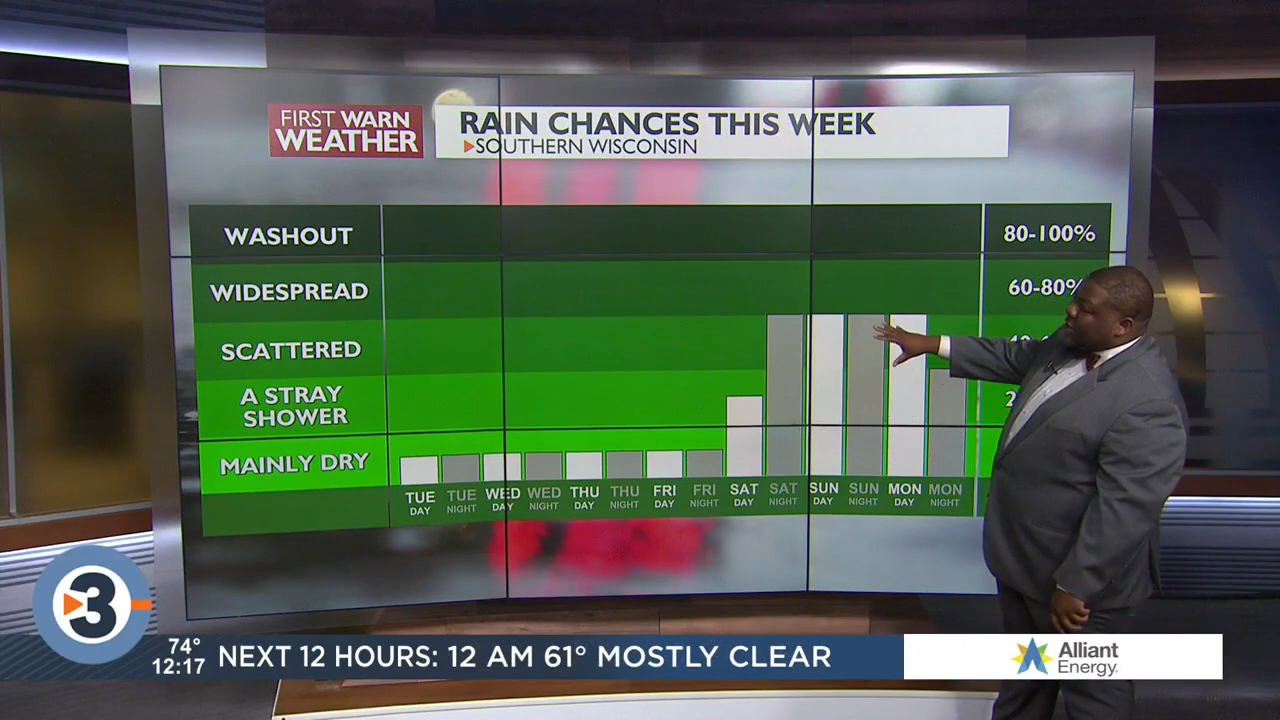 FIRST WARN
WEATHER
RAIN CHANCES THIS WEEK
SOUTHERN WISCONSIN
WASHOUT
80-100%
WIDESPREAD
60-80%
SCATTERED
A STRAY
SHOWER
MAINLY DRY
TUE TUE WED WED THU THU FRI FRI SAT SAT SUN SUN MON MON
DAY NIGHT DAY NIGHT DAY NIGHT DAY NIGHT DAY NIGHT DAY NIGHT DAY NIGHT
3
74°
12:17
NEXT 12 HOURS: 12 AM 61° MOSTLY CLEAR
Alliant
Energy